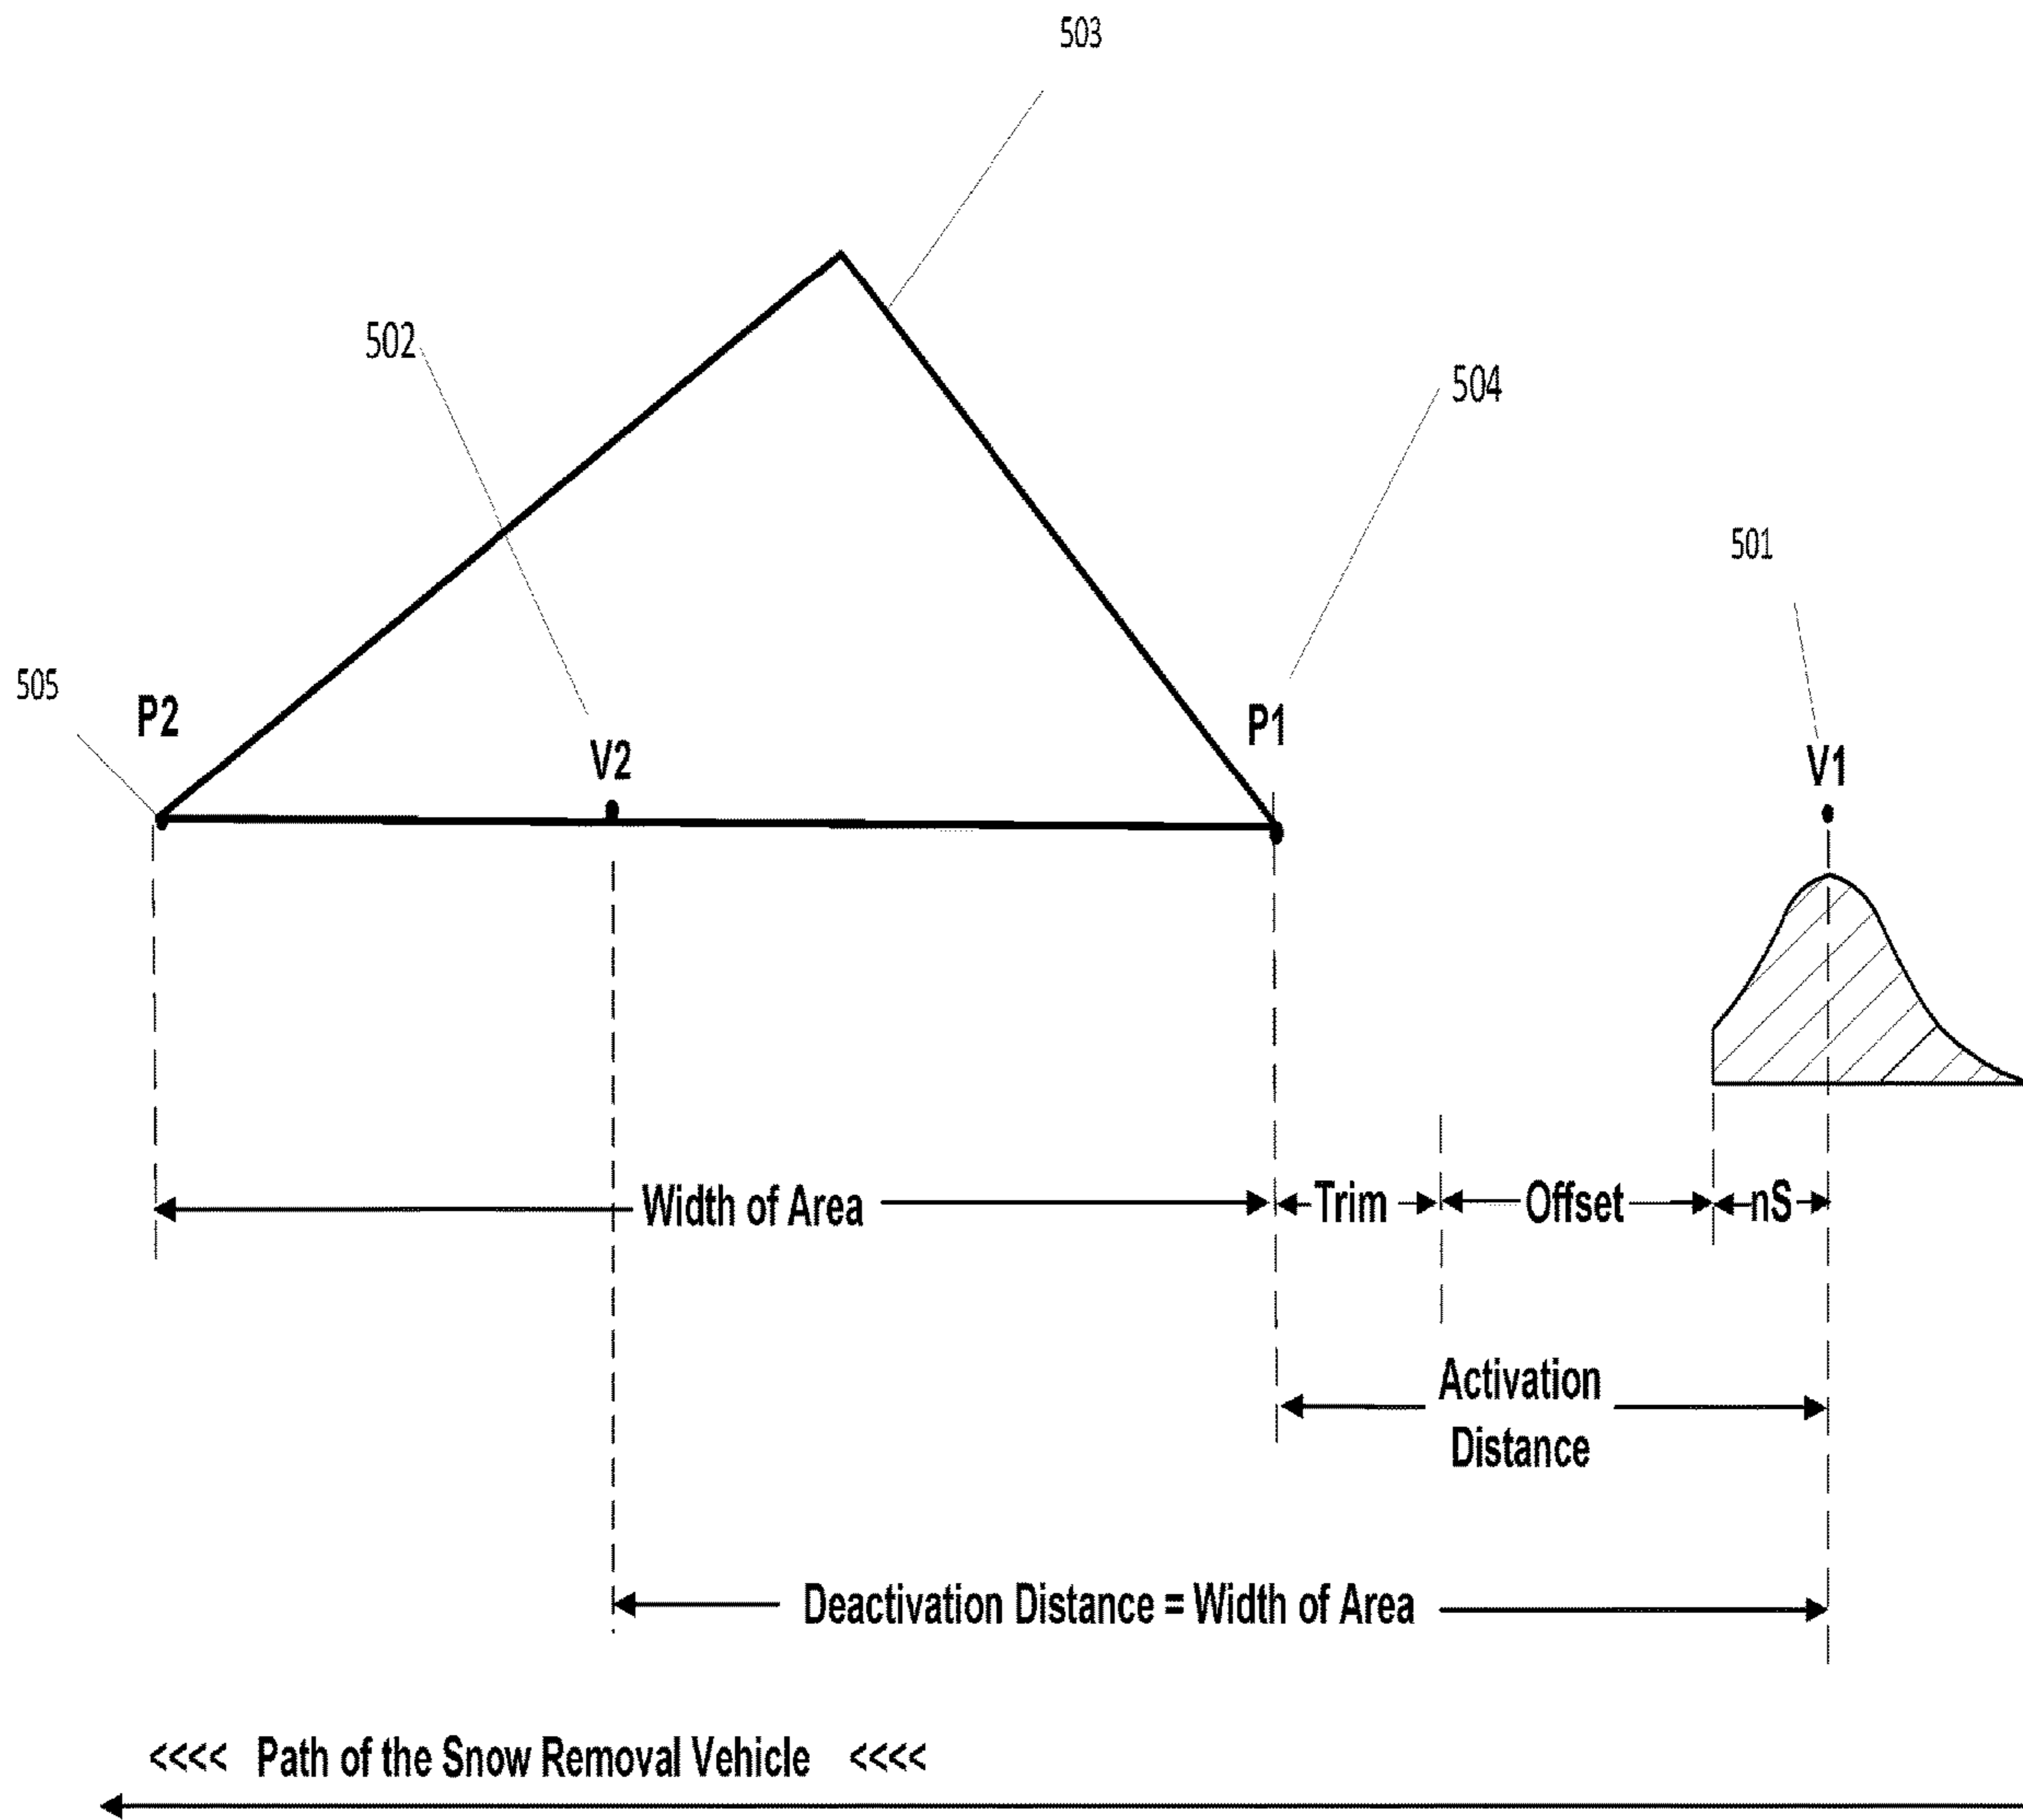 503
502
504
501
505
P2
P1
V2
V1
Width of Area
Trim
Offset
nS
Activation
Distance
Deactivation Distance = Width of Area
<<<< Path of the Snow Removal Vehicle <<<<